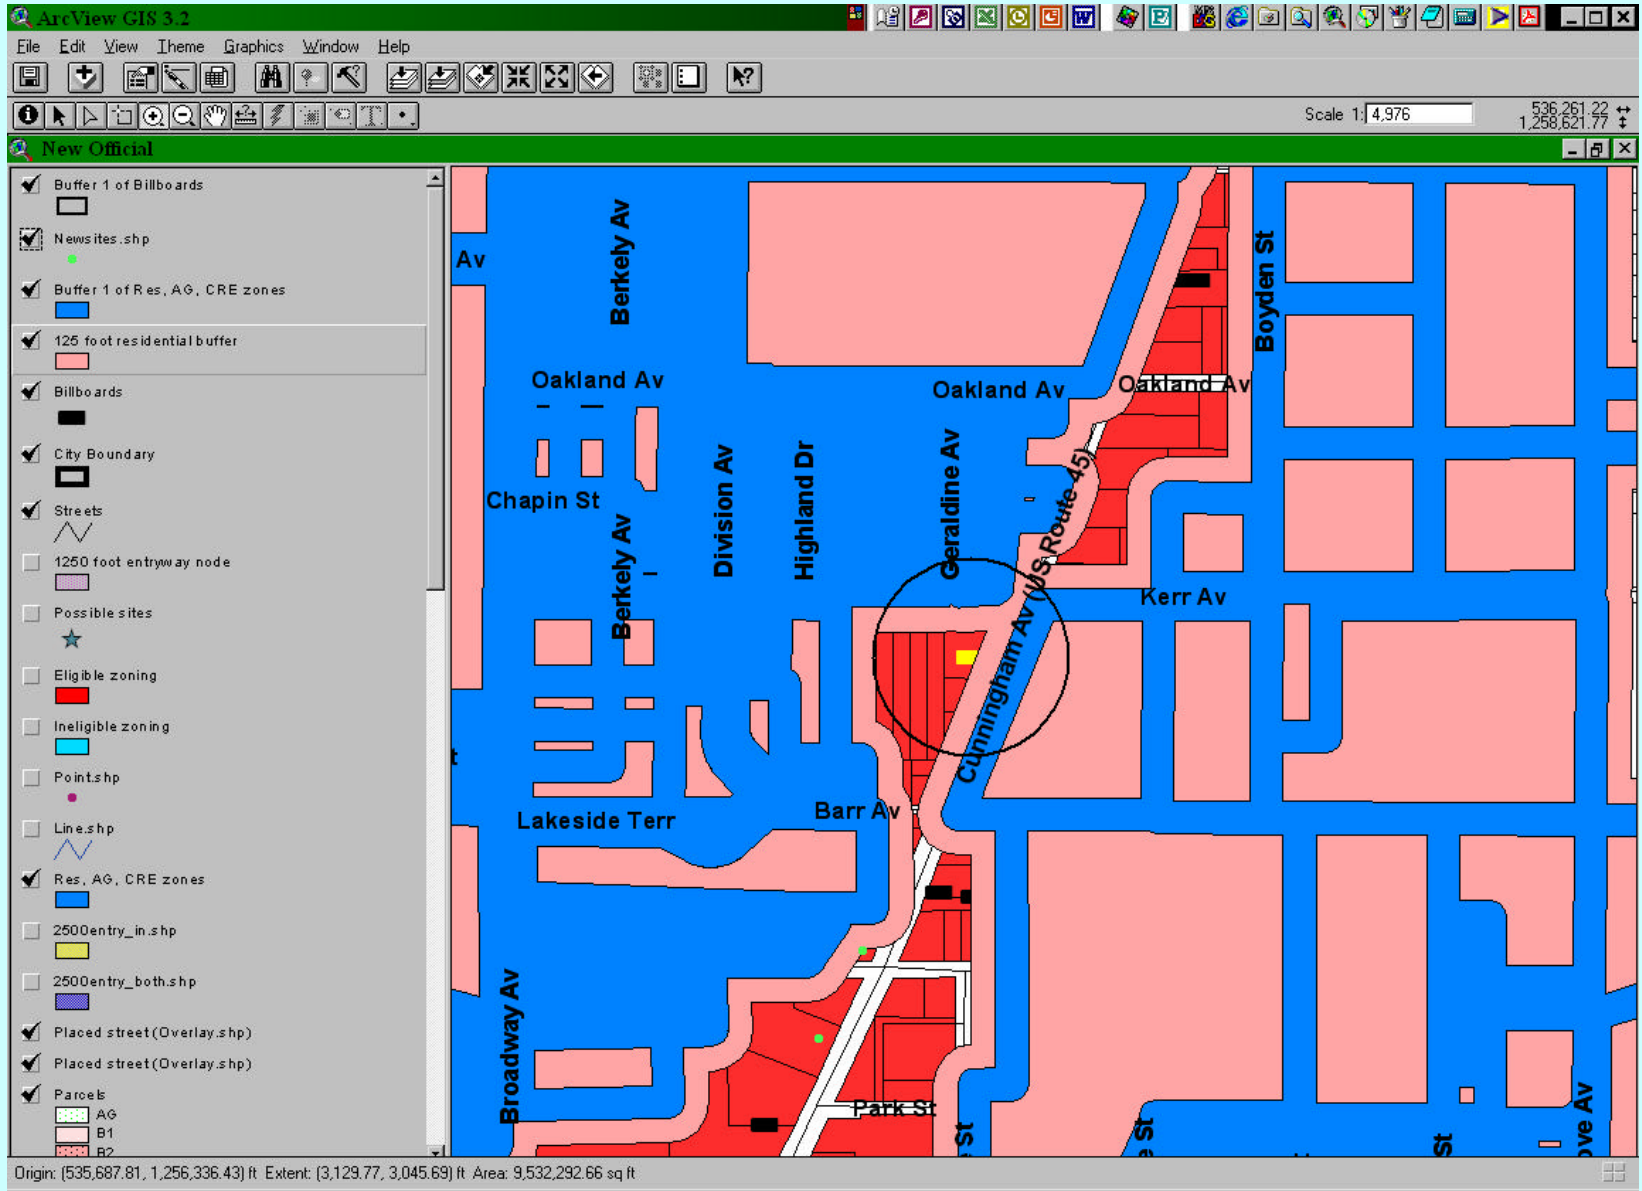 ArcView GIS 3.2
File Edit View Theme Graphics Window Help
Scale 1: 4,976
536,261.22
1,258,621.77
New Official
Buffer 1 of Billboards
Newsites.shp
Buffer 1 of Res, AG, CRE zones
125 foot residential buffer
Billboards
City Boundary
Streets
1250 foot entryway node
Possible sites
Eligible zoning
Ineligible zoning
Point.shp
Line.shp
Res, AG, CRE zones
2500entry_in.shp
2500entry_both.shp
Placed street(Overlay.shp)
Placed street(Overlay.shp)
Parcels
AG
B1
B2
Av
Berkely Av
Boyden St
Oakland Av
Oakland Av
Oakland Av
Chapin St
Division Av
Highland Dr
Geraldine Av
Berkely Av
Cunningham Av (US Route 45)
Kerr Av
t
Barr Av
Lakeside Terr
Broadway Av
Park St
e St
St
St
ove Av
Origin: (535,687.81, 1,256,336.43) ft Extent: (3,129.77, 3,045.69) ft Area: 9,532,292.66 sq ft